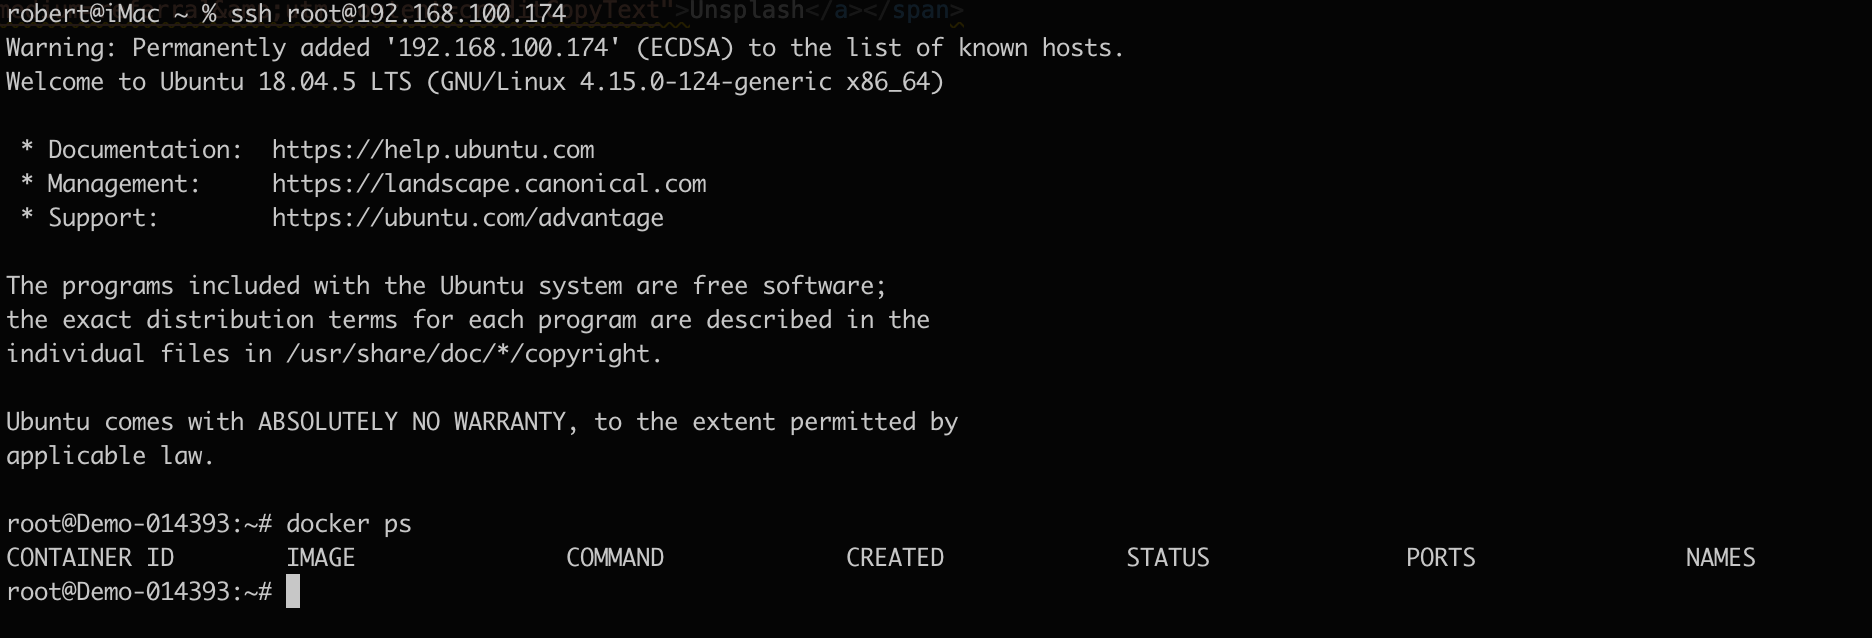 robert@iMac ~ % ssh root@192.168.100.174
Unsplash</a></span>
Warning: Permanently added '192.168.100.174' (ECDSA) to the list of known hosts.
Welcome to Ubuntu 18.04.5 LTS (GNU/Linux 4.15.0-124-generic x86_64)
* Documentation: https://help.ubuntu.com
* Management: https://landscape.canonical.com
* Support: https://ubuntu.com/advantage
The programs included with the Ubuntu system are free software;
the exact distribution terms for each program are described in the
individual files in /usr/share/doc/*/copyright.
Ubuntu comes with ABSOLUTELY NO WARRANTY, to the extent permitted by
applicable law.
root@Demo-014393:~# docker ps
CONTAINER ID IMAGE COMMAND CREATED STATUS PORTS NAMES
root@Demo-014393:~#